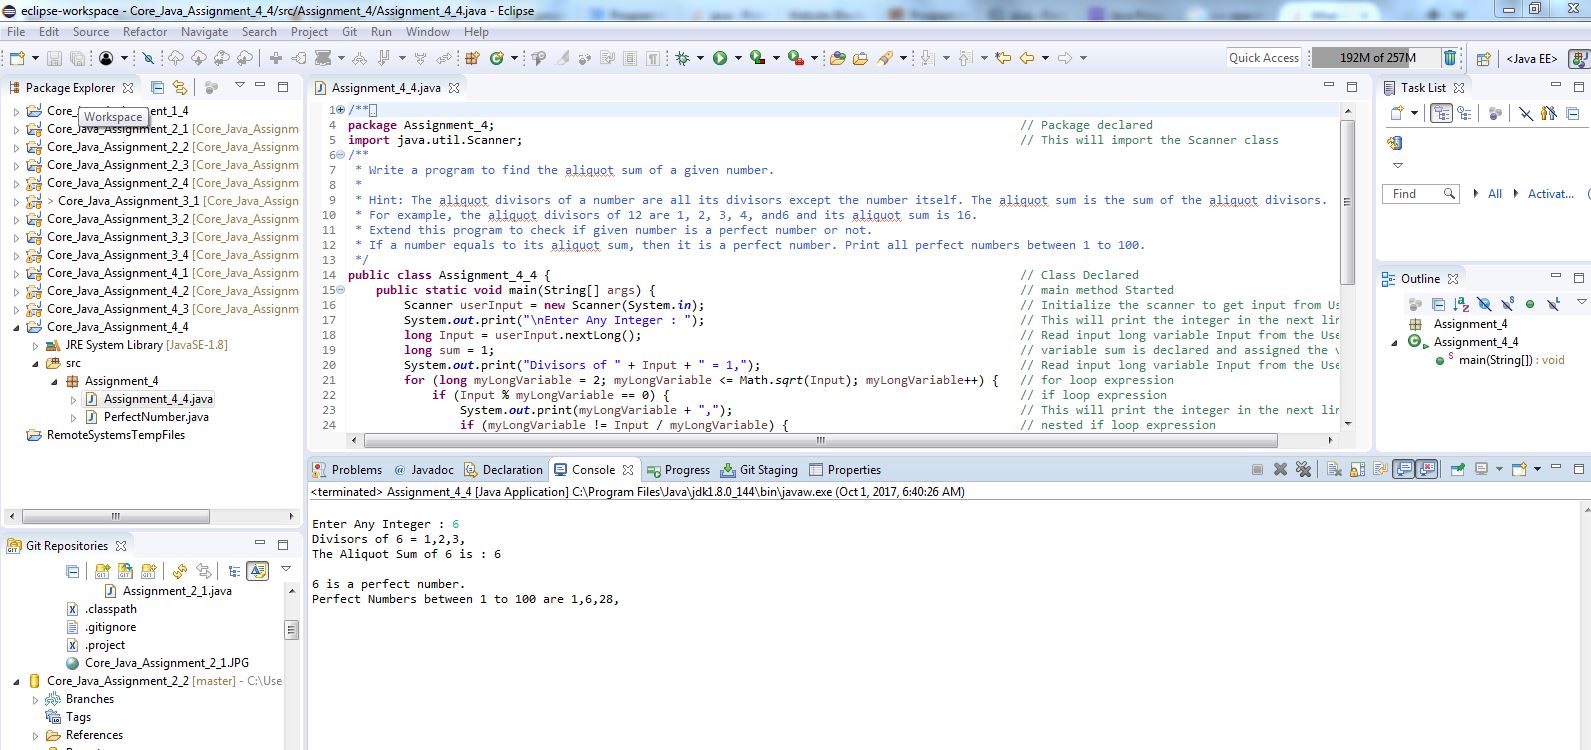 eclipse-workspace - Core_Java_Assignment_4_4/src/Assignment_4/Assignment_4_4.java - Eclipse
File Edit Source Refactor Navigate Search Project Git Run Window Help
Quick Access
192M of 257M
<Java EE>
Package Explorer
Core_Java_Assignment_1_4
Workspace
Core_Java_Assignment_2_1 [Core_Java_Assignm
Core_Java_Assignment_2_2 [Core_Java_Assignm
Core_Java_Assignment_2_3 [Core_Java_Assignm
Core_Java_Assignment_2_4 [Core_Java_Assignm
> Core_Java_Assignment_3_1 [Core_Java_Assignm
Core_Java_Assignment_3_2 [Core_Java_Assignm
Core_Java_Assignment_3_3 [Core_Java_Assignm
Core_Java_Assignment_3_4 [Core_Java_Assignm
Core_Java_Assignment_4_1 [Core_Java_Assignm
Core_Java_Assignment_4_2 [Core_Java_Assignm
Core_Java_Assignment_4_3 [Core_Java_Assignm
Core_Java_Assignment_4_4
JRE System Library [JavaSE-1.8]
src
Assignment_4
Assignment_4_4.java
PerfectNumber.java
RemoteSystemsTempFiles
Git Repositories
Assignment_2_1.java
.classpath
.gitignore
.project
Core_Java_Assignment_2_1.JPG
Core_Java_Assignment_2_2 [master] - C:\Use
Branches
Tags
References
Assignment_4_4.java
1 /**
4 package Assignment_4; // Package declared
5 import java.util.Scanner; // This will import the Scanner class
6 /**
7 * Write a program to find the aliquot sum of a given number.
8 *
9 * Hint: The aliquot divisors of a number are all its divisors except the number itself. The aliquot sum is the sum of the aliquot divisors.
10 * For example, the aliquot divisors of 12 are 1, 2, 3, 4, and6 and its aliquot sum is 16.
11 * Extend this program to check if given number is a perfect number or not.
12 * If a number equals to its aliquot sum, then it is a perfect number. Print all perfect numbers between 1 to 100.
13 */
14 public class Assignment_4_4 { // Class Declared
15 public static void main(String[] args) { // main method Started
16 Scanner userInput = new Scanner(System.in); // Initialize the scanner to get input from Us
17 System.out.print("\nEnter Any Integer : "); // This will print the integer in the next lin
18 long Input = userInput.nextLong(); // Read input long variable Input from the Use
19 long sum = 1; // variable sum is declared and assigned the v
20 System.out.print("Divisors of " + Input + " = 1,"); // Read input long variable Input from the Use
21 for (long myLongVariable = 2; myLongVariable <= Math.sqrt(Input); myLongVariable++) { // for loop expression
22 if (Input % myLongVariable == 0) { // if loop expression
23 System.out.print(myLongVariable + ","); // This will print the integer in the next lin
24 if (myLongVariable != Input / myLongVariable) { // nested if loop expression
Problems Javadoc Declaration Console Progress Git Staging Properties
<terminated> Assignment_4_4 [Java Application] C:\Program Files\Java\jdk1.8.0_144\bin\javaw.exe (Oct 1, 2017, 6:40:26 AM)
Enter Any Integer : 6
Divisors of 6 = 1,2,3,
The Aliquot Sum of 6 is : 6
6 is a perfect number.
Perfect Numbers between 1 to 100 are 1,6,28,
Task List
Find
All
Activat...
Outline
Assignment_4
Assignment_4_4
main(String[]) : void